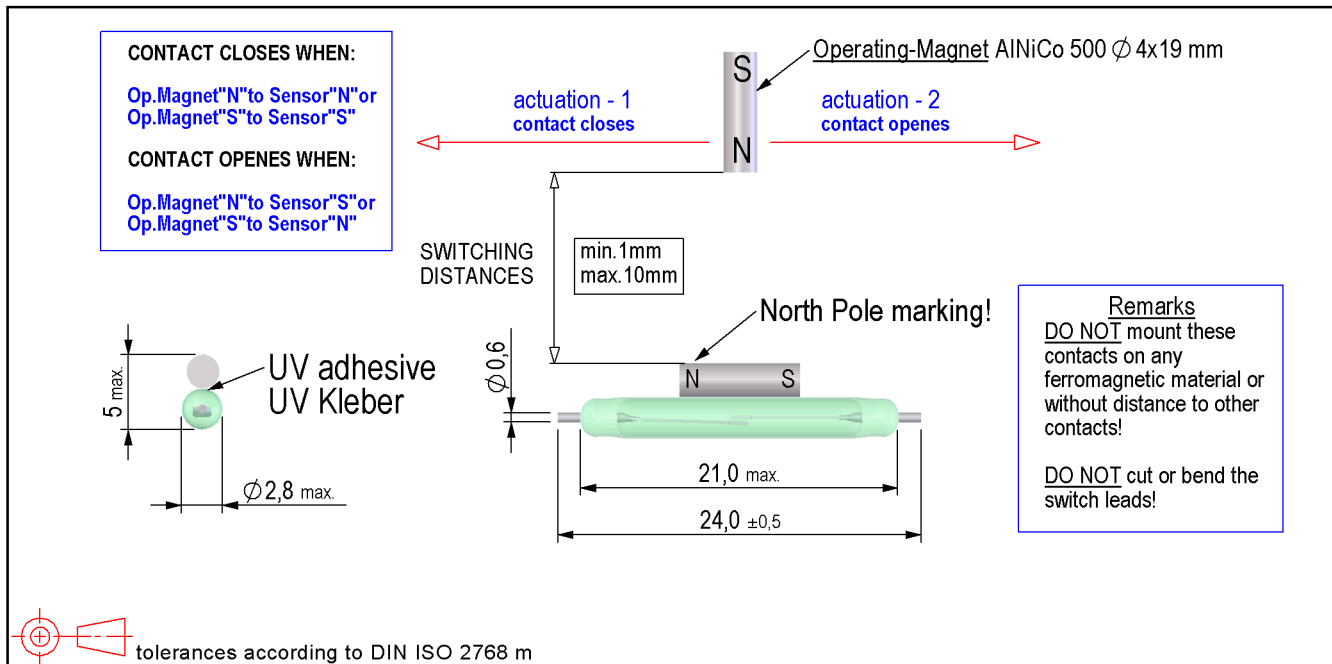 CONTACT CLOSES WHEN:
Op.Magnet"N"to Sensor"N"or
Op.Magnet"S"to Sensor"S"
CONTACT OPENES WHEN:
Op.Magnet"N"to Sensor"S"or
Op.Magnet"S"to Sensor"N"
S
N
Operating-Magnet AlNiCo 500 ∅ 4x19 mm
actuation - 1
contact closes
actuation - 2
contact openes
SWITCHING
DISTANCES
min.1mm
max.10mm
North Pole marking!
N S
∅ 0,6
21,0 max.
24,0 ±0,5
5 max.
UV adhesive
UV Kleber
∅ 2,8 max.
Remarks
DO NOT mount these
contacts on any
ferromagnetic material or
without distance to other
contacts!
DO NOT cut or bend the
switch leads!
tolerances according to DIN ISO 2768 m